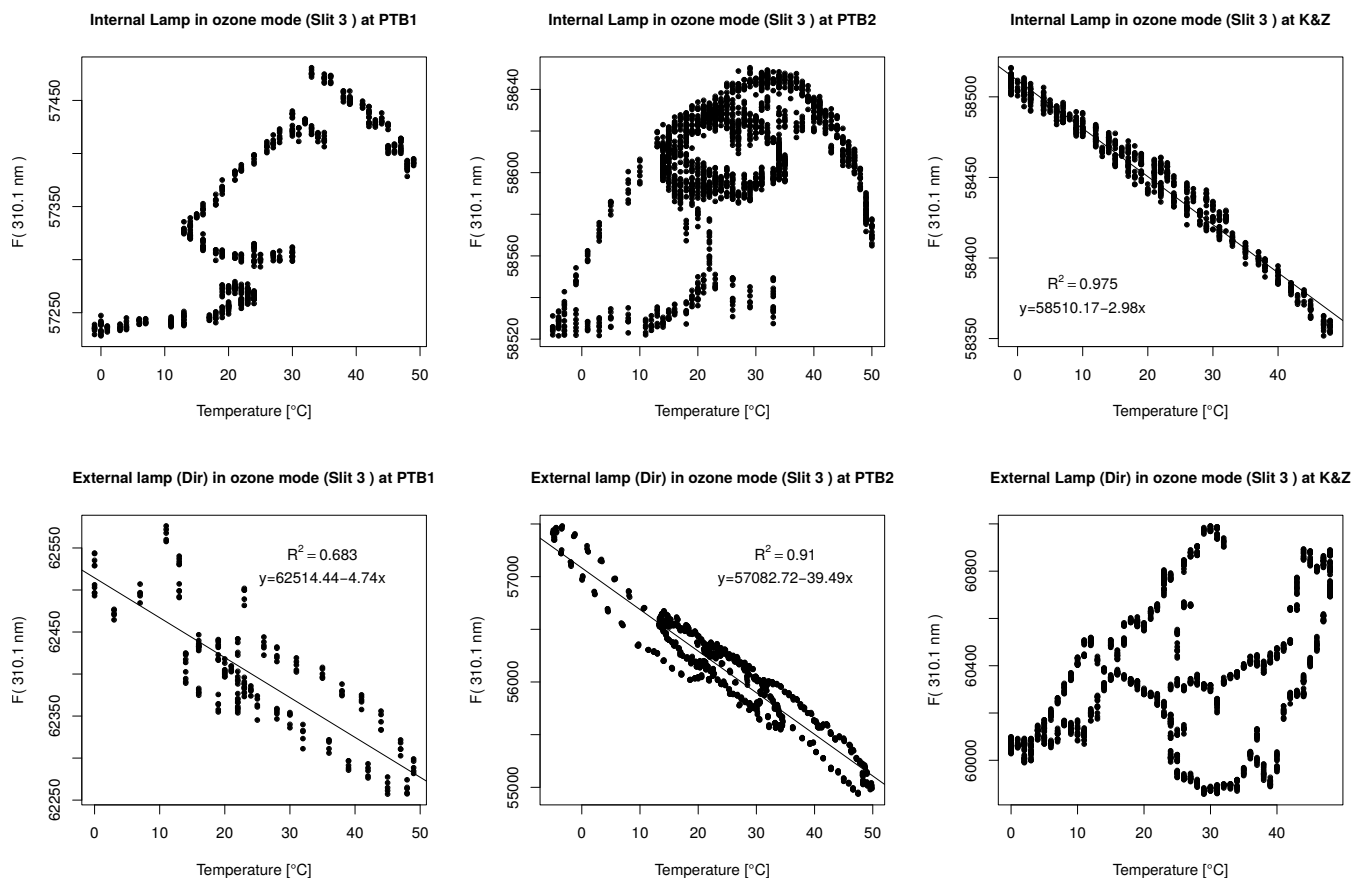 Internal Lamp in ozone mode (Slit 3 ) at PTB1
F( 310.1 nm )
57450
57350
57250
0 10 20 30 40 50
Temperature [°C]
Internal Lamp in ozone mode (Slit 3 ) at PTB2
F( 310.1 nm )
58640
58600
58560
58520
0 10 20 30 40 50
Temperature [°C]
Internal Lamp in ozone mode (Slit 3 ) at K&Z
F( 310.1 nm )
58500
58450
58400
58350
R² = 0.975
y=58510.17−2.98x
0 10 20 30 40
Temperature [°C]
External lamp (Dir) in ozone mode (Slit 3 ) at PTB1
F( 310.1 nm)
62550
62450
62350
62250
R² = 0.683
y=62514.44−4.74x
0 10 20 30 40 50
Temperature [°C]
External lamp (Dir) in ozone mode (Slit 3 ) at PTB2
F( 310.1 nm)
57000
56000
55000
R² = 0.91
y=57082.72−39.49x
0 10 20 30 40 50
Temperature [°C]
External Lamp (Dir) in ozone mode (Slit 3 ) at K&Z
F( 310.1 nm )
60800
60400
60000
0 10 20 30 40
Temperature [°C]